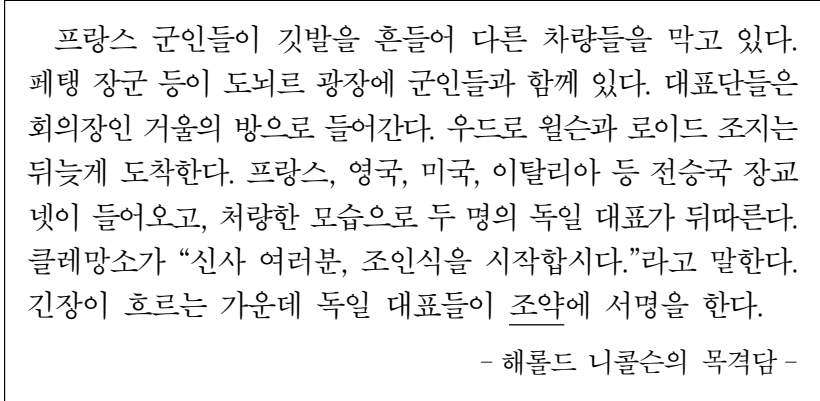 프랑스 군인들이 깃발을 흔들어 다른 차량들을 막고 있다.
페탱 장군 등이 도뇌르 광장에 군인들과 함께 있다. 대표단들은
회의장인 거울의 방으로 들어간다. 우드로 윌슨과 로이드 조지는
뒤늦게 도착한다. 프랑스, 영국, 미국, 이탈리아 등 전승국 장교
넷이 들어오고, 처량한 모습으로 두 명의 독일 대표가 뒤따른다.
클레망소가 “신사 여러분, 조인식을 시작합시다.”라고 말한다.
긴장이 흐르는 가운데 독일 대표들이 조약에 서명을 한다.
- 해롤드 니콜슨의 목격담 -